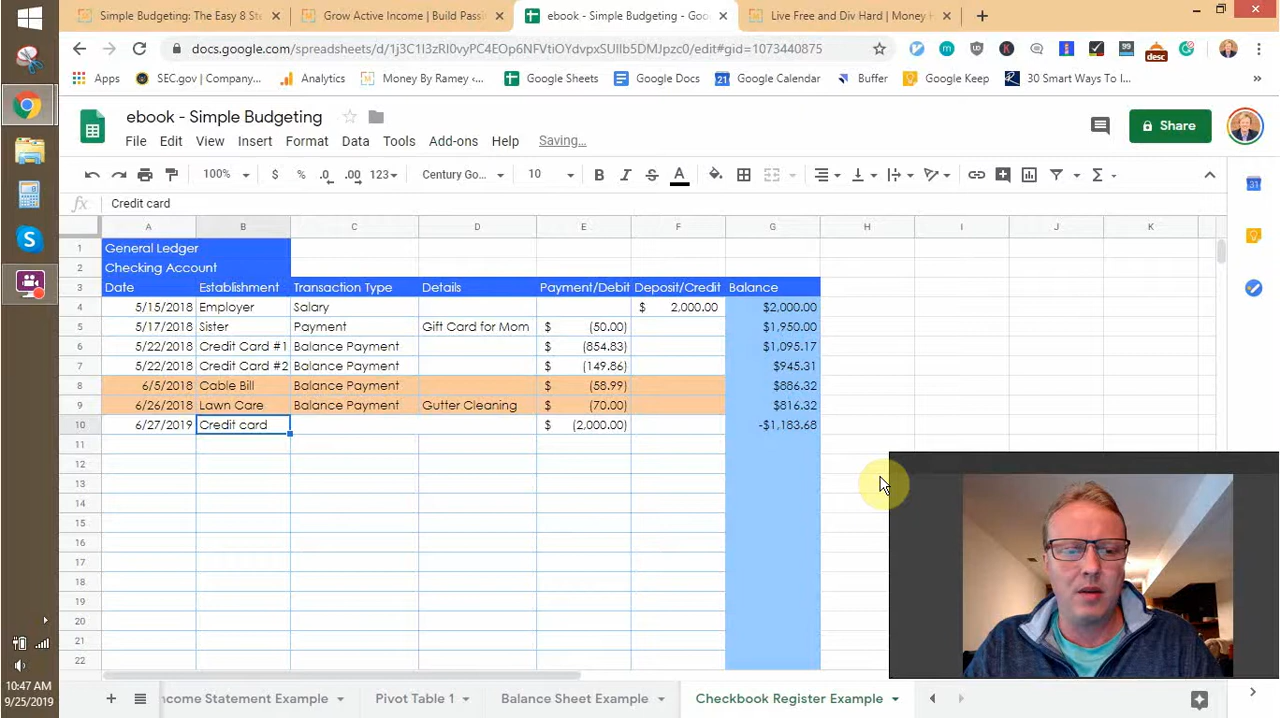 Simple Budgeting: The Easy 8 Ste
Grow Active Income | Build Pass
ebook - Simple Budgeting - Goo
Live Free and Div Hard | Money H
docs.google.com/spreadsheets/d/1j3C1I3zRI0vyPC4EOp6NFVtiOYdvpxSUIIb5DMJpzc0/edit#gid=1073440875
Apps
SEC.gov | Company...
Analytics
Money By Ramey –...
Google Sheets
Google Docs
Google Calendar
Buffer
Google Keep
30 Smart Ways To I...
desc
ebook - Simple Budgeting
Share
File Edit View Insert Format Data Tools Add-ons Help Saving...
100% $ % .0 .00 123 Century Go... 10 B I S A
fx Credit card
A B C D E F G H I J K
1 General Ledger
2 Checking Account
3 Date Establishment Transaction Type Details Payment/Debit Deposit/Credit Balance
4 5/15/2018 Employer Salary $ 2,000.00 $2,000.00
5 5/17/2018 Sister Payment Gift Card for Mom $ (50.00) $1,950.00
6 5/22/2018 Credit Card #1 Balance Payment $ (854.83) $1,095.17
7 5/22/2018 Credit Card #2 Balance Payment $ (149.86) $945.31
8 6/5/2018 Cable Bill Balance Payment $ (58.99) $886.32
9 6/26/2018 Lawn Care Balance Payment Gutter Cleaning $ (70.00) $816.32
10 6/27/2019 Credit card $ (2,000.00) -$1,183.68
11
12
13
14
15
16
17
18
19
20
21
22
ncome Statement Example
Pivot Table 1
Balance Sheet Example
Checkbook Register Example
10:47 AM
9/25/2019